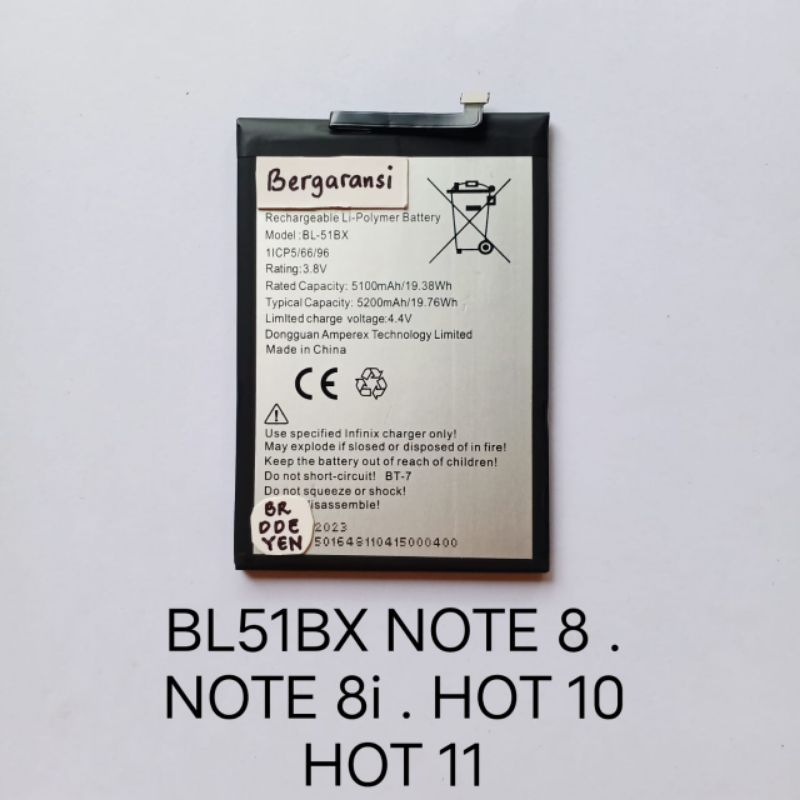 Bergaransi
Rechargeable Li-Polymer Battery
Model :BL-51BX
1ICP5/66/96
Rating:3.8V
Rated Capacity: 5100mAh/19.38Wh
Typical Capacity: 5200mAh/19.76Wh
Limlted charge voltage:4.4V
Dongguan Amperex Technology Limited
Made in China
CE
Use specified Infinix charger only!
May explode if slosed or disposed of in fire!
Keep the battery out of reach of children!
Do not short-circuit! BT-7
Do not squeeze or shock!
isassemble!
BR
DDE
YEN
2023
501648110415000400
BL51BX NOTE 8 .
NOTE 8i . HOT 10
HOT 11